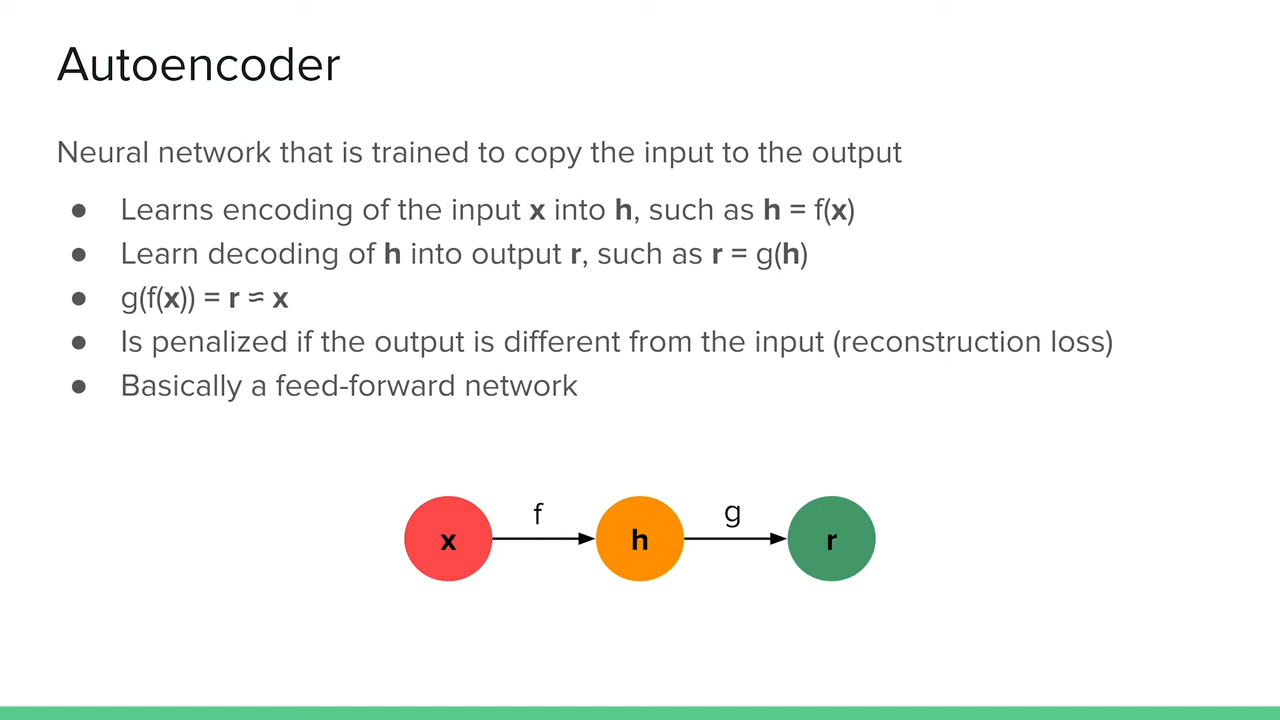 Autoencoder
Neural network that is trained to copy the input to the output
● Learns encoding of the input x into h, such as h = f(x)
● Learn decoding of h into output r, such as r = g(h)
● g(f(x)) = r ≂ x
● Is penalized if the output is different from the input (reconstruction loss)
● Basically a feed-forward network
f g
x h r